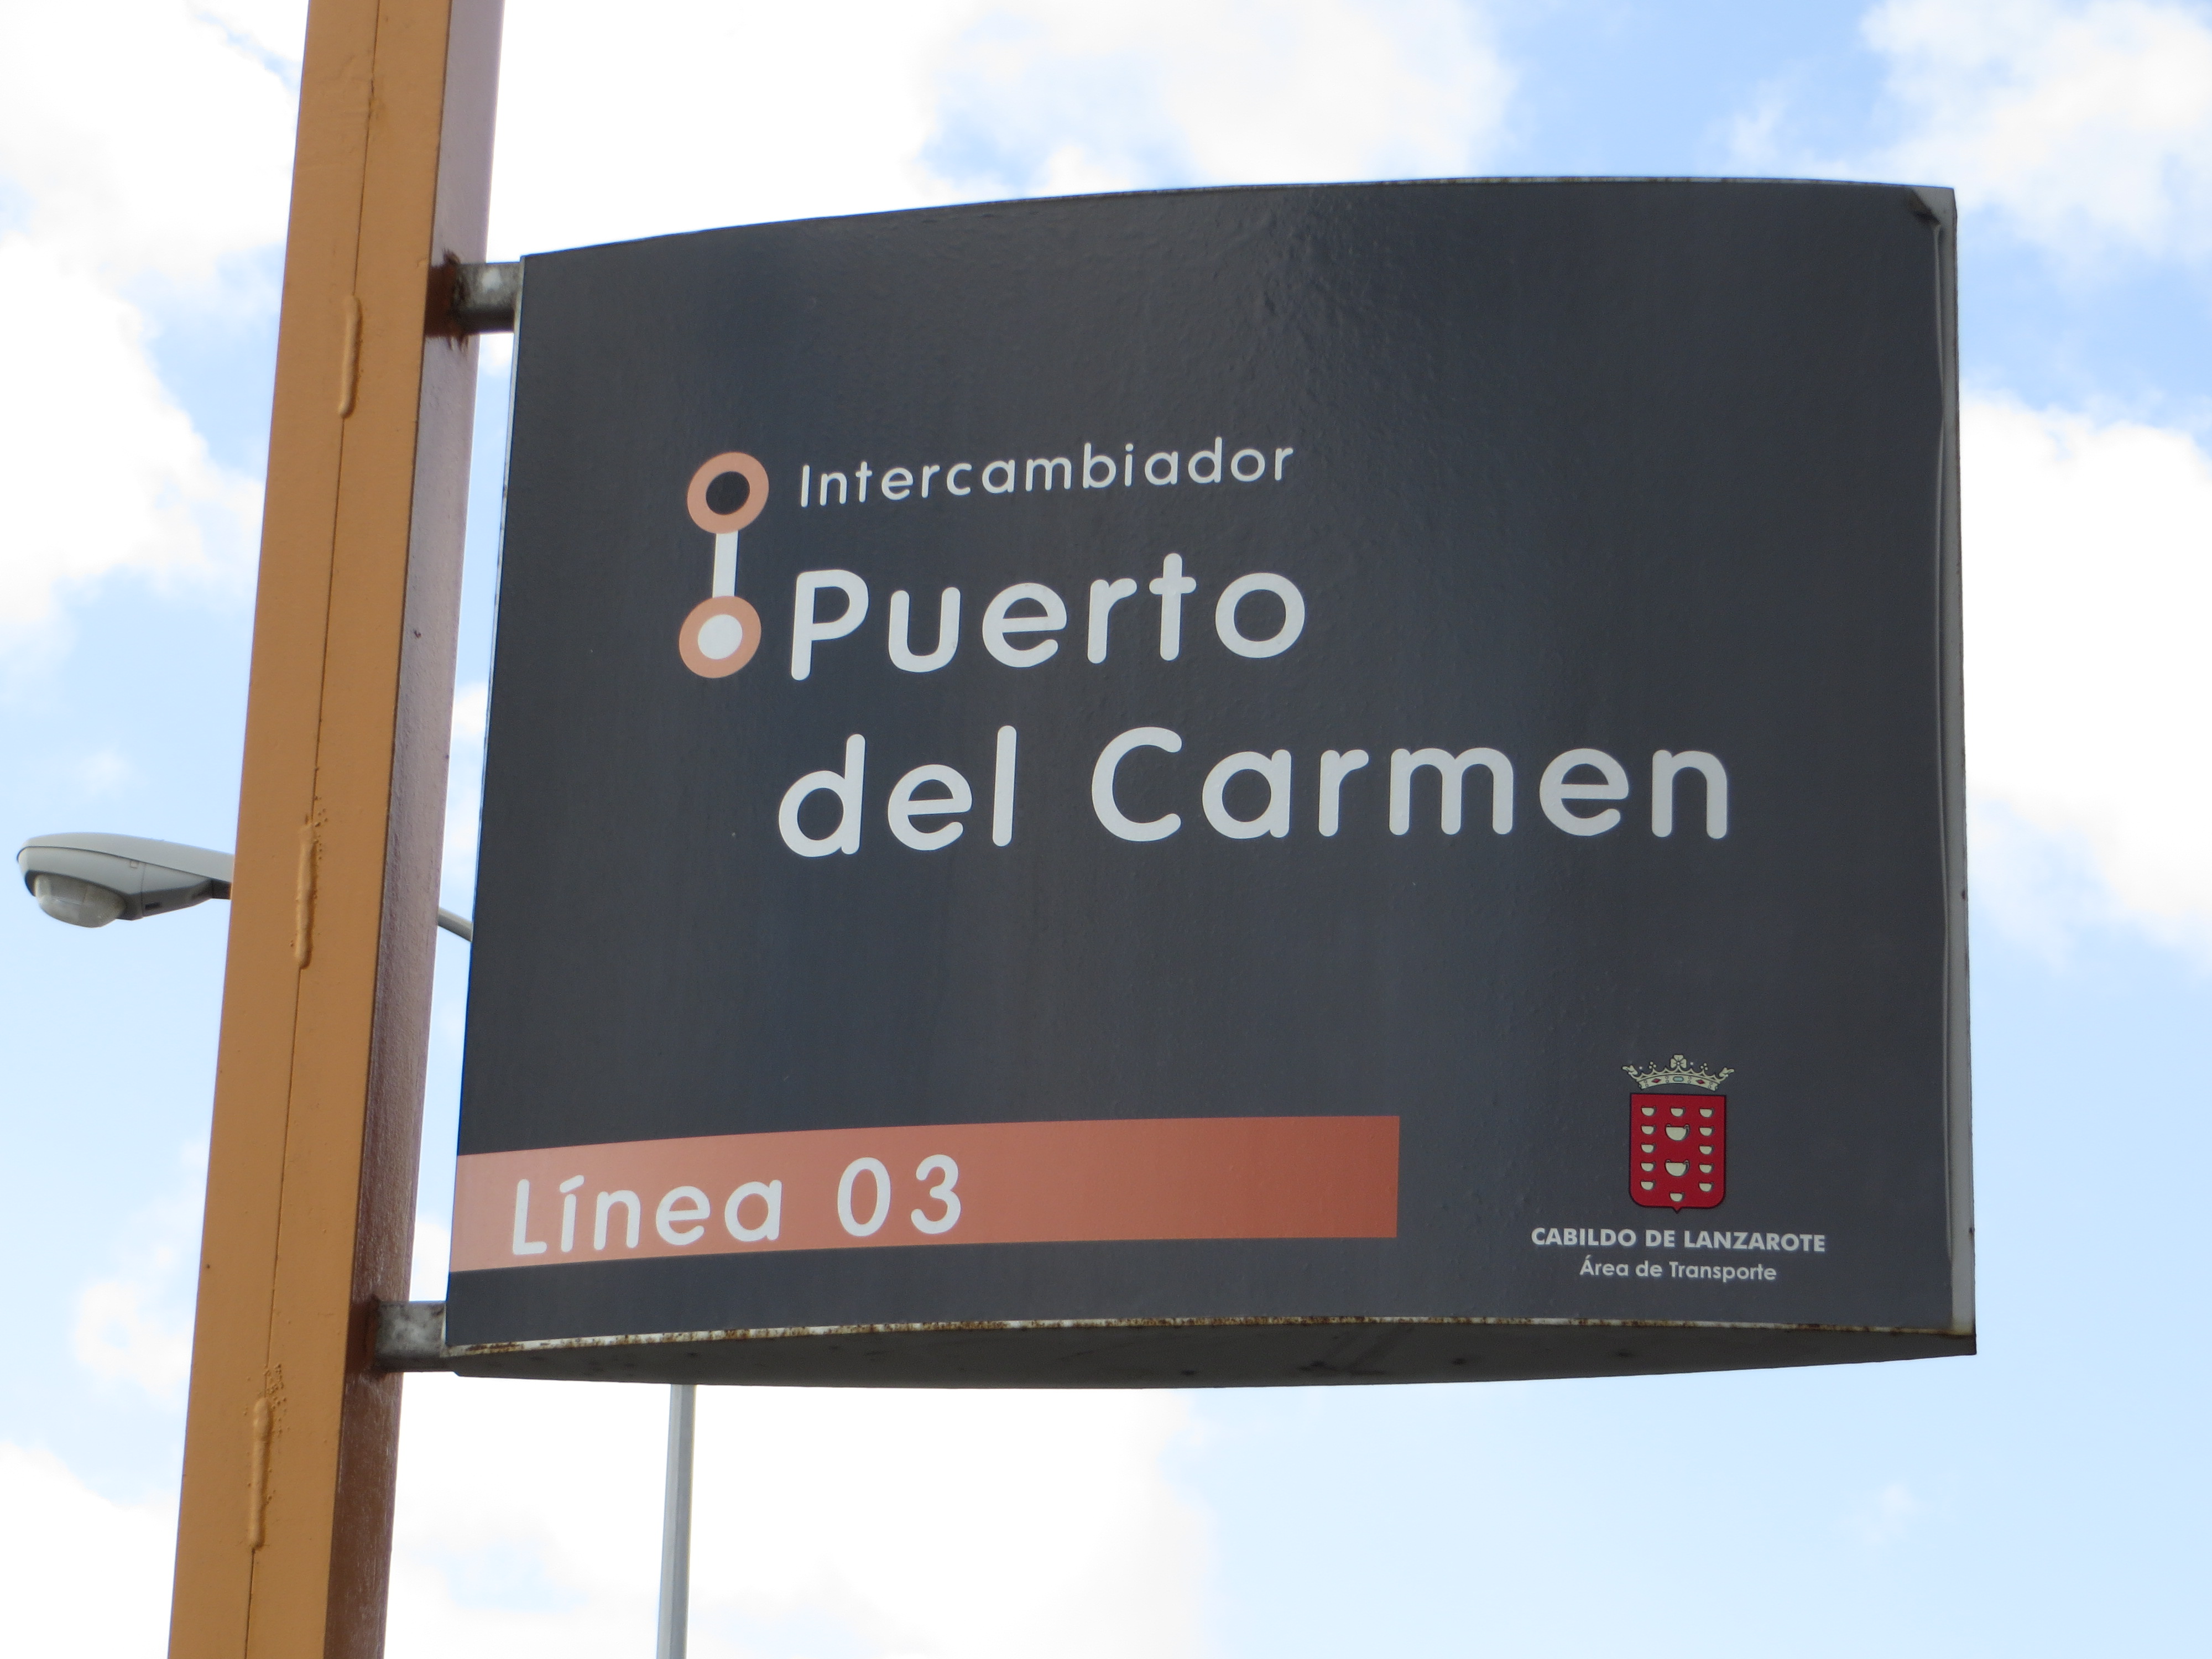 Intercambiador
Puerto
del Carmen
Línea 03
CABILDO DE LANZAROTE
Área de Transporte